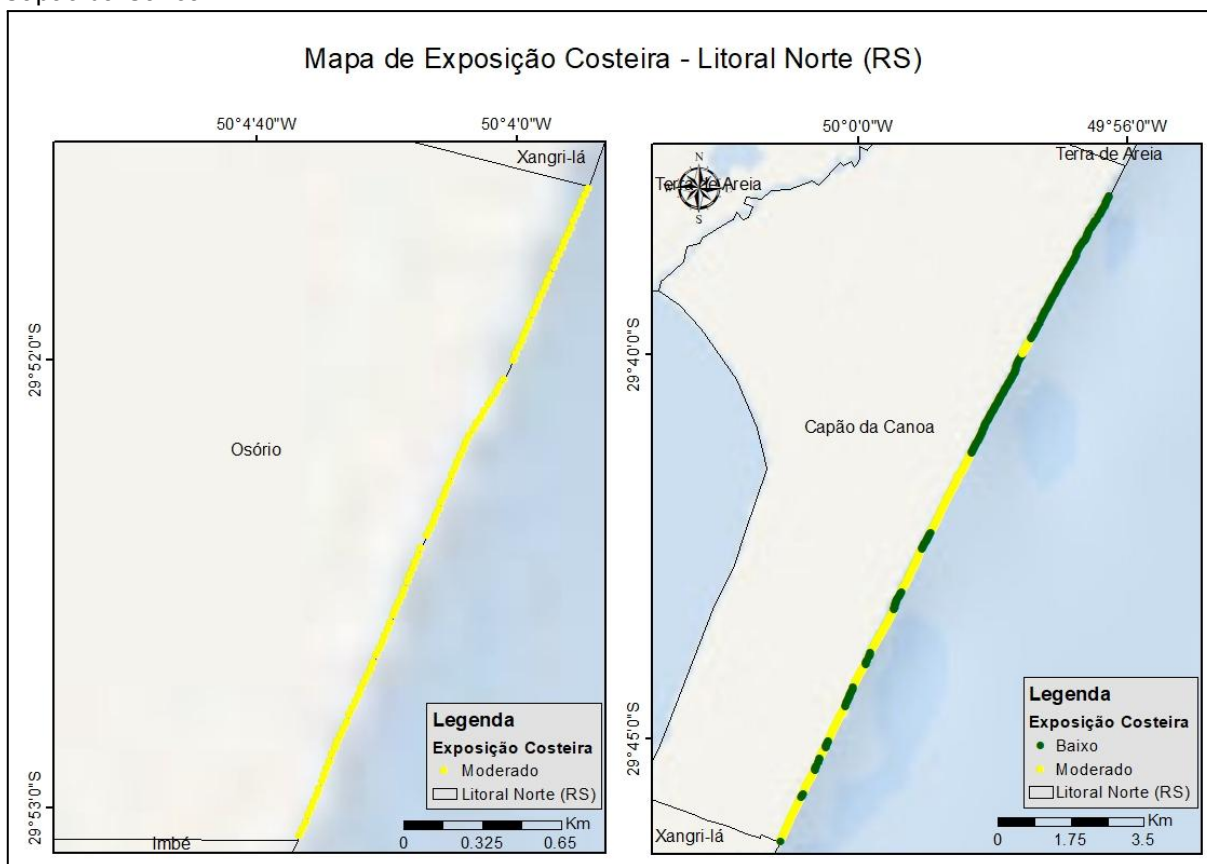 Mapa de Exposição Costeira - Litoral Norte (RS)
50°4'40"W
50°4'0"W
Xangri-lá
29°52'0"S
Osório
29°53'0"S
Imbé
Legenda
Exposição Costeira
Moderado
Litoral Norte (RS)
Km
0 0.325 0.65
50°0'0"W
49°56'0"W
Terra de Areia
N
Terra de Areia
S
29°40'0"S
Capão da Canoa
29°45'0"S
Xangri-lá
Legenda
Exposição Costeira
Baixo
Moderado
Litoral Norte (RS)
Km
0 1.75 3.5